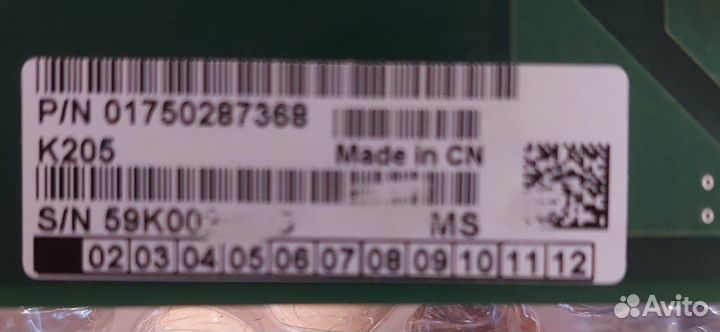 P/N 01750287368
K205 Made in CN
S/N 59K00 MS
02 03 04 05 06 07 08 09 10 11 12
Avito